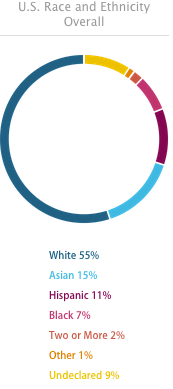 U.S. Race and Ethnicity
Overall
White 55%
Asian 15%
Hispanic 11%
Black 7%
Two or More 2%
Other 1%
Undeclared 9%